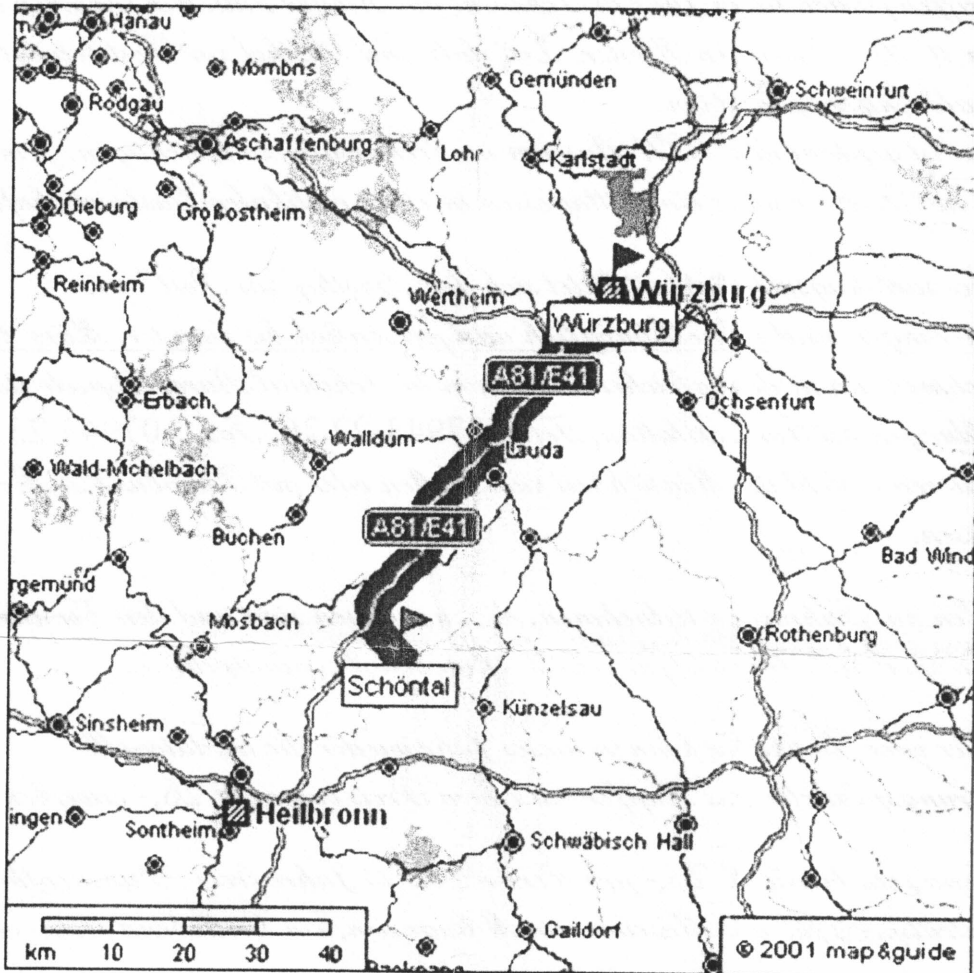 Hanau
Mömbris
Gemünden
Schweinfurt
Rodgau
Aschaffenburg
Lohr
Karlstadt
Dieburg
Großostheim
Reinheim
Wertheim
Würzburg
Würzburg
A81/E41
Erbach
Ochsenfurt
Walldürn
Lauda
Wald-Michelbach
A81/E41
Buchen
Bad Wind
rgemünd
Mosbach
Rothenburg
Schöntal
Künzelsau
Sinsheim
ingen
Heilbronn
Sontheim
Schwäbisch Hall
Gaildorf
km 10 20 30 40
© 2001 map&guide